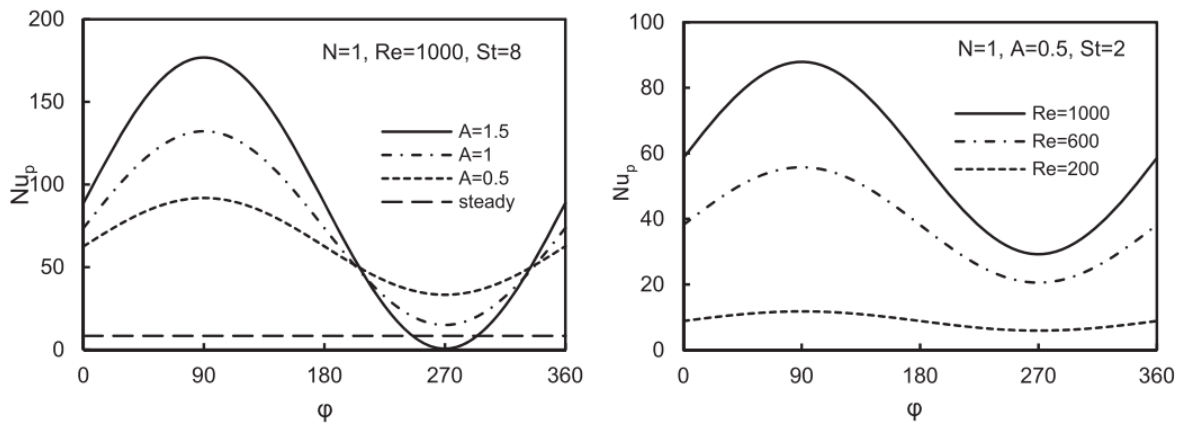 200
150
100
50
0
Nu_p
N=1, Re=1000, St=8
A=1.5
A=1
A=0.5
steady
0 90 180 270 360
φ
100
80
60
40
20
0
Nu_p
N=1, A=0.5, St=2
Re=1000
Re=600
Re=200
0 90 180 270 360
φ